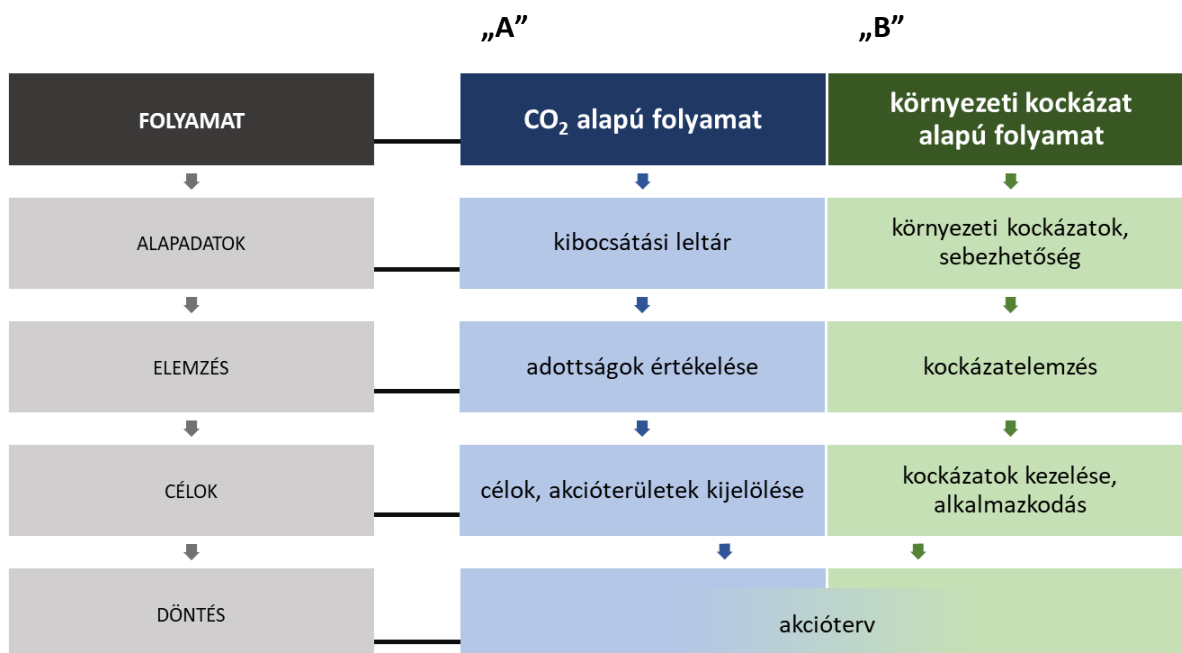 „A” „B”
FOLYAMAT
CO₂ alapú folyamat
környezeti kockázat
alapú folyamat
ALAPADATOK
kibocsátási leltár
környezeti kockázatok,
sebezhetőség
ELEMZÉS
adottságok értékelése
kockázatelemzés
CÉLOK
célok, akcióterületek kijelölése
kockázatok kezelése,
alkalmazkodás
DÖNTÉS
akcióterv